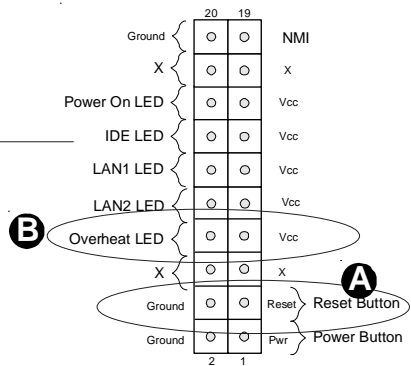 20 19
Ground NMI
X X
Power On LED Vcc
IDE LED Vcc
LAN1 LED Vcc
LAN2 LED Vcc
B Overheat LED Vcc
X X
A
Ground Reset Reset Button
Ground Pwr Power Button
2 1